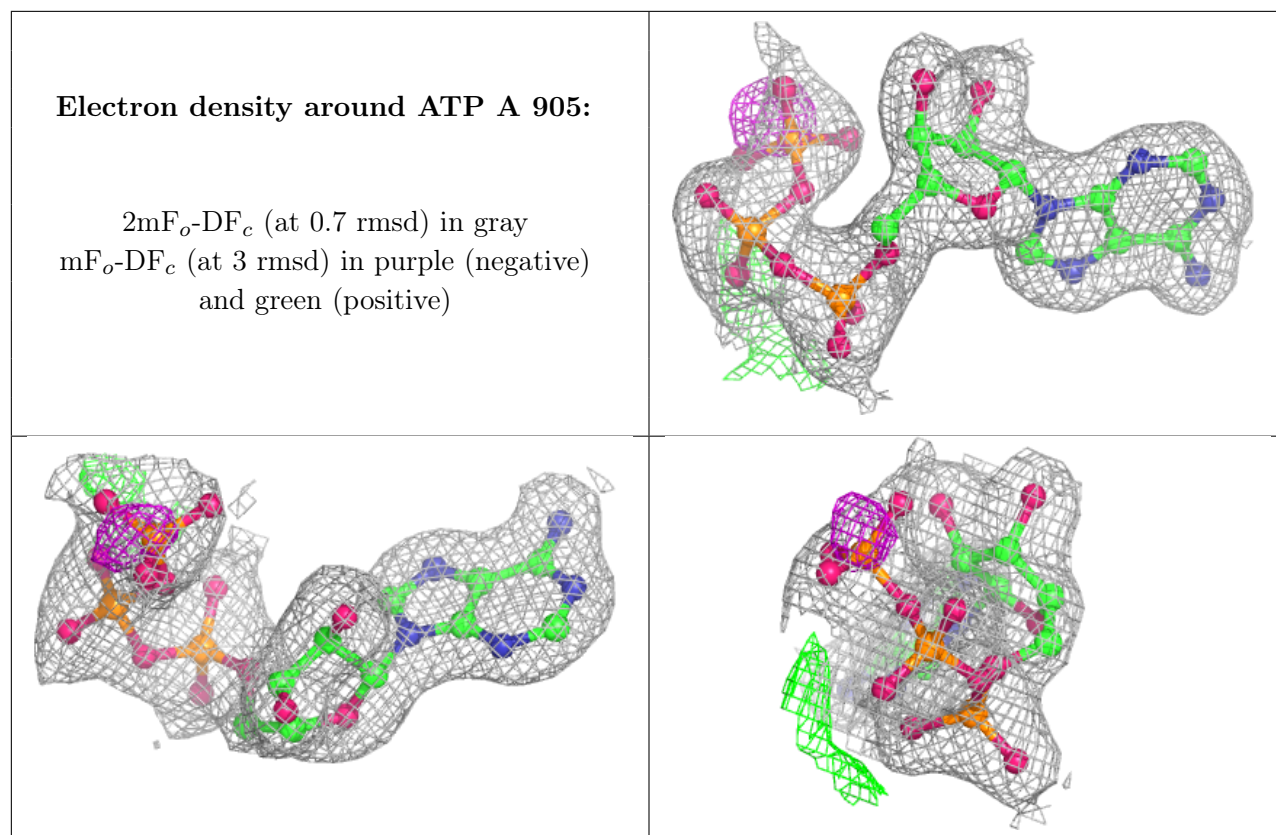 Electron density around ATP A 905:
2mFo-DFc (at 0.7 rmsd) in gray
mFo-DFc (at 3 rmsd) in purple (negative)
and green (positive)